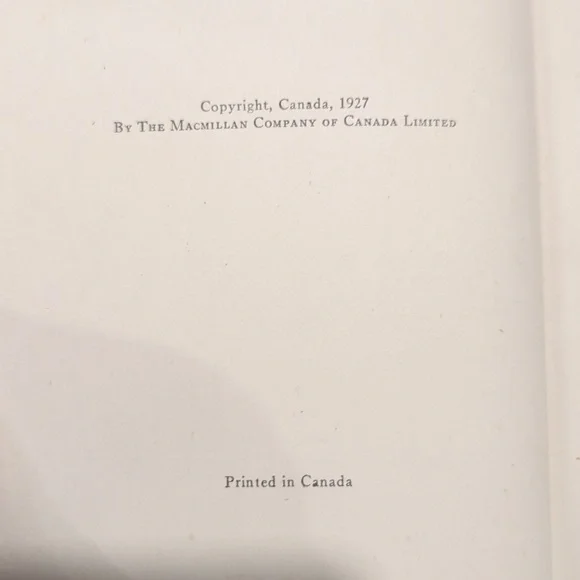 Copyright, Canada, 1927
By The Macmillan Company of Canada Limited
Printed in Canada